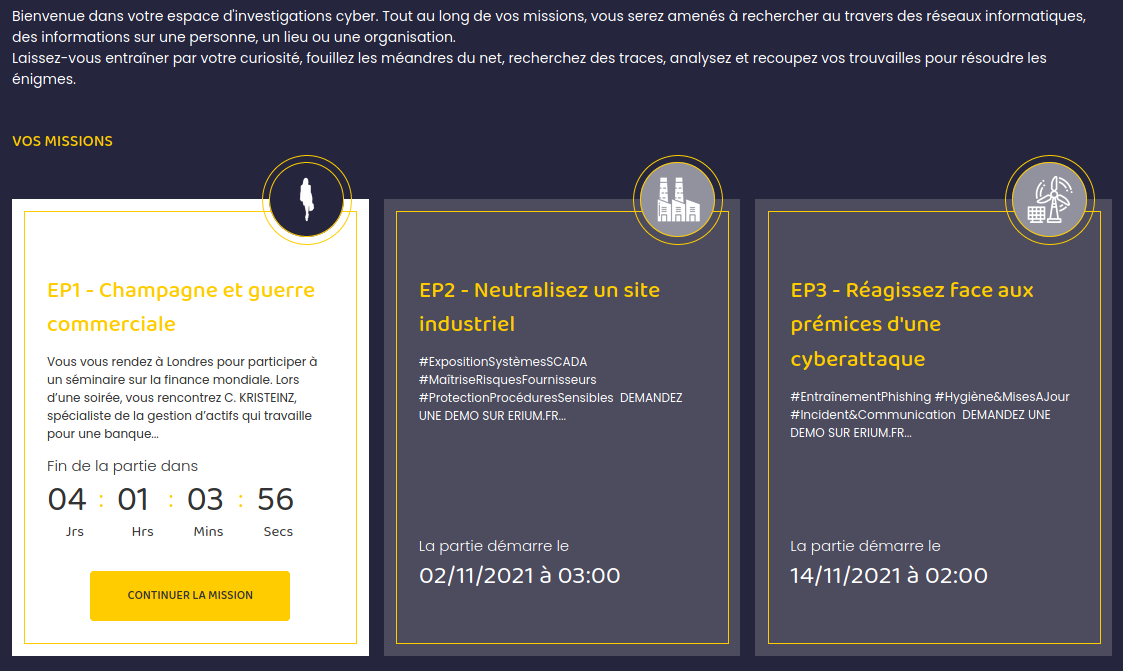 Bienvenue dans votre espace d'investigations cyber. Tout au long de vos missions, vous serez amenés à rechercher au travers des réseaux informatiques,
des informations sur une personne, un lieu ou une organisation.
Laissez-vous entraîner par votre curiosité, fouillez les méandres du net, recherchez des traces, analysez et recoupez vos trouvailles pour résoudre les
énigmes.
VOS MISSIONS
EP1 - Champagne et guerre
commerciale
Vous vous rendez à Londres pour participer à
un séminaire sur la finance mondiale. Lors
d’une soirée, vous rencontrez C. KRISTEINZ,
spécialiste de la gestion d’actifs qui travaille
pour une banque...
Fin de la partie dans
04 : 01 : 03 : 56
Jrs Hrs Mins Secs
CONTINUER LA MISSION
EP2 - Neutralisez un site
industriel
#ExpositionSystèmesSCADA
#MaîtriseRisquesFournisseurs
#ProtectionProcéduresSensibles DEMANDEZ
UNE DEMO SUR ERIUM.FR...
La partie démarre le
02/11/2021 à 03:00
EP3 - Réagissez face aux
prémices d'une
cyberattaque
#EntraînementPhishing #Hygiène&MisesAJour
#Incident&Communication DEMANDEZ UNE
DEMO SUR ERIUM.FR...
La partie démarre le
14/11/2021 à 02:00